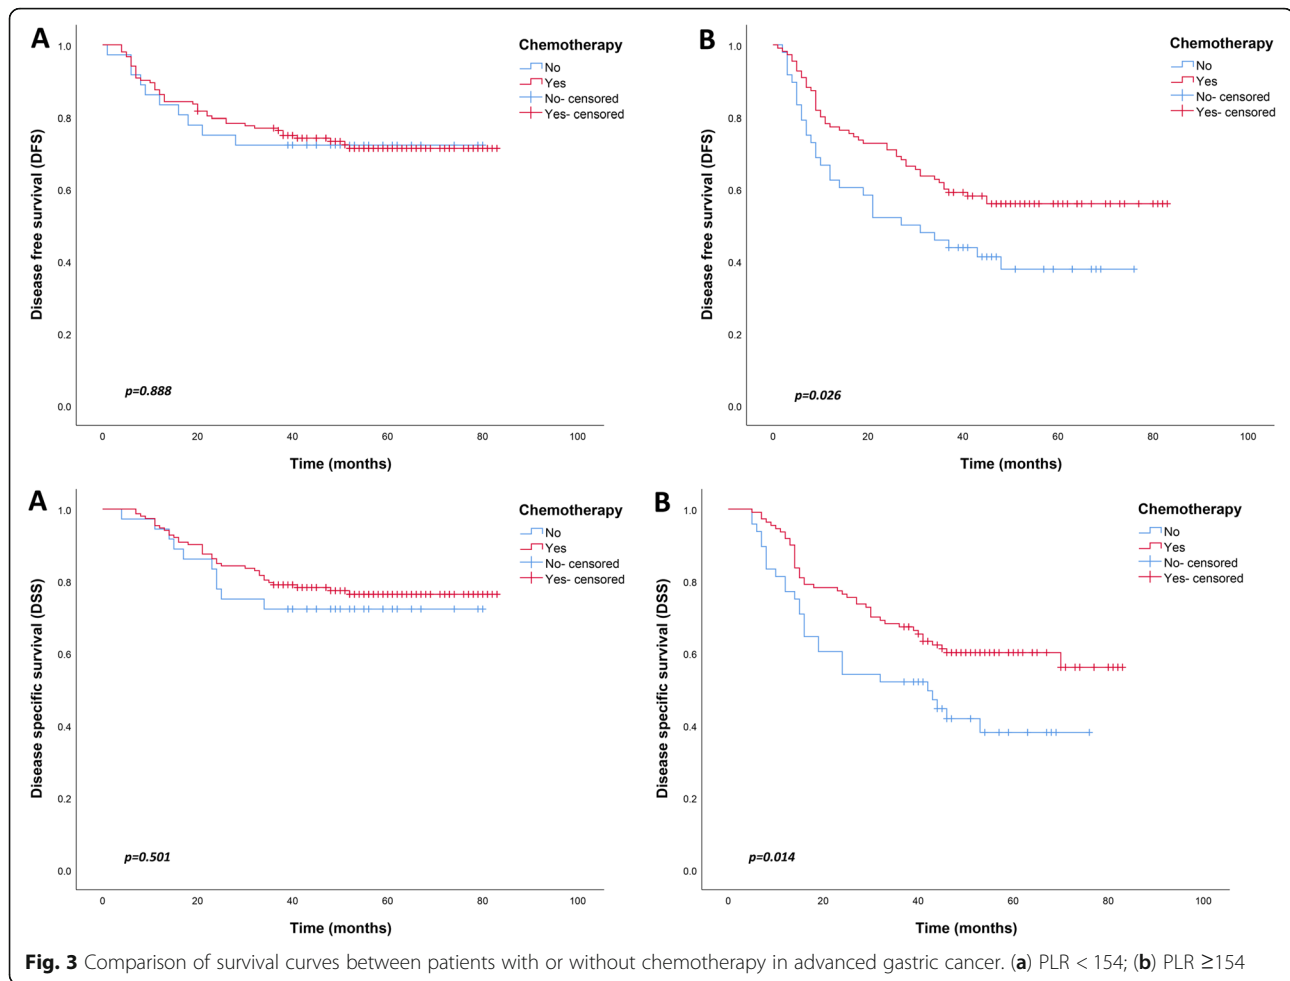 A
Chemotherapy
No
Yes
No- censored
Yes- censored
1.0
0.8
0.6
0.4
0.2
0.0
Disease free survival (DFS)
p=0.888
0 20 40 60 80 100
Time (months)
B
Chemotherapy
No
Yes
No- censored
Yes- censored
1.0
0.8
0.6
0.4
0.2
0.0
Disease free survival (DFS)
p=0.026
0 20 40 60 80 100
Time (months)
A
Chemotherapy
No
Yes
No- censored
Yes- censored
1.0
0.8
0.6
0.4
0.2
0.0
Disease specific survival (DSS)
p=0.501
0 20 40 60 80 100
Time (months)
B
Chemotherapy
No
Yes
No- censored
Yes- censored
1.0
0.8
0.6
0.4
0.2
0.0
Disease specific survival (DSS)
p=0.014
0 20 40 60 80 100
Time (months)
Fig. 3 Comparison of survival curves between patients with or without chemotherapy in advanced gastric cancer. (a) PLR < 154; (b) PLR ≥154